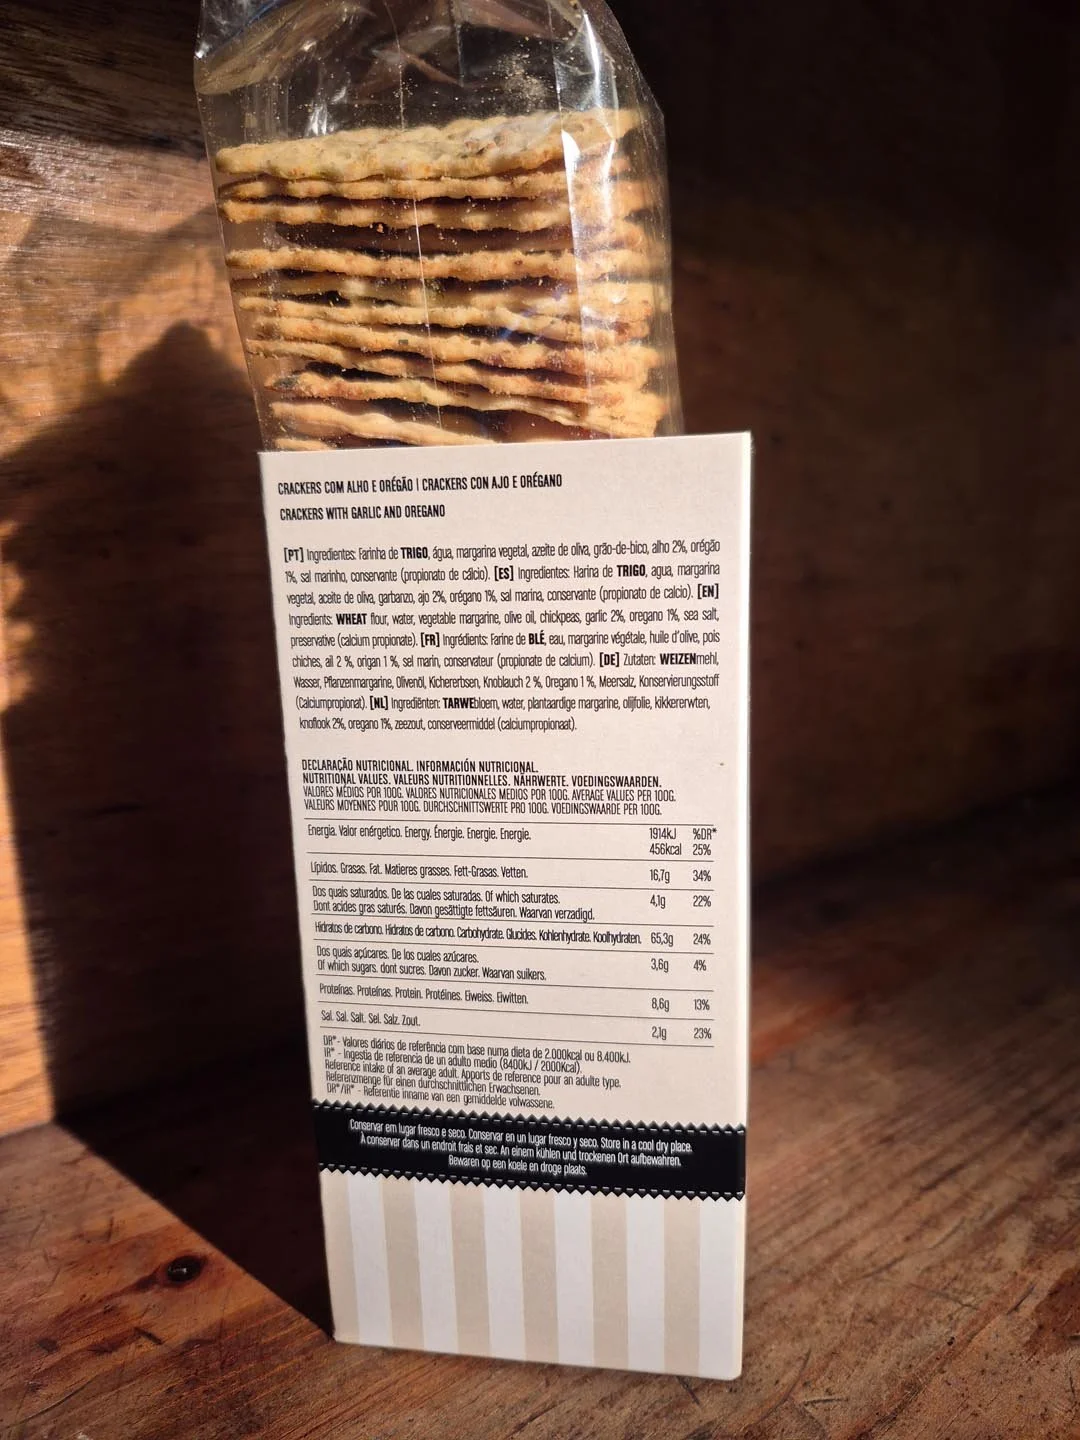 CRACKERS COM ALHO E ORÉGÃO | CRACKERS CON AJO E ORÉGANO
CRACKERS WITH GARLIC AND OREGANO
[PT] Ingredientes: Farinha de TRIGO, água, margarina vegetal, azeite de oliva, grão-de-bico, alho 2%, orégão
1%, sal marinho, conservante (propionato de cálcio). [ES] Ingredientes: Harina de TRIGO, agua, margarina
vegetal, aceite de oliva, garbanzo, ajo 2%, orégano 1%, sal marina, conservante (propionato de calcio). [EN]
Ingredients: WHEAT flour, water, vegetable margarine, olive oil, chickpeas, garlic 2%, oregano 1%, sea salt,
preservative (calcium propionate). [FR] Ingrédients: Farine de BLÉ, eau, margarine végétale, huile d'olive, pois
chiches, ail 2 %, origan 1 %, sel marin, conservateur (propionate de calcium). [DE] Zutaten: WEIZENmehl,
Wasser, Pflanzenmargarine, Olivenöl, Kichererbsen, Knoblauch 2 %, Oregano 1 %, Meersalz, Konservierungsstoff
(Calciumpropionat). [NL] Ingrediënten: TARWEbloem, water, plantaardige margarine, olijfolie, kikkererwten,
knoflook 2%, oregano 1%, zeezout, conserveermiddel (calciumpropionaat).
DECLARAÇÃO NUTRICIONAL. INFORMACIÓN NUTRICIONAL.
NUTRITIONAL VALUES. VALEURS NUTRITIONNELLES. NÄHRWERTE. VOEDINGSWAARDEN.
VALORES MÉDIOS POR 100G. VALORES NUTRICIONALES MEDIOS POR 100G. AVERAGE VALUES PER 100G.
VALEURS MOYENNES POUR 100G. DURCHSCHNITTSWERTE PRO 100G. VOEDINGSWAARDE PER 100G.
Energia. Valor enérgetico. Energy. Énergie. Energie. Energie. 1914kJ %DR*
456kcal 25%
Lípidos. Grasas. Fat. Matieres grasses. Fett-Grasas. Vetten. 16,7g 34%
Dos quais saturados. De las cuales saturadas. Of which saturates. 4,1g 22%
Dont acides gras saturés. Davon gesättigte fettsäuren. Waarvan verzadigd.
Hidratos de carbono. Hidratos de carbono. Carbohydrate. Glucides. Kohlenhydrate. Koolhydraten. 65,3g 24%
Dos quais açúcares. De los cuales azúcares. 3,6g 4%
Of which sugars. dont sucres. Davon zucker. Waarvan suikers.
Proteínas. Proteínas. Protein. Protéines. Eiweiss. Eiwitten. 8,6g 13%
Sal. Sal. Salt. Sel. Salz. Zout. 2,1g 23%
DR* - Valores diários de referência com base numa dieta de 2.000kcal ou 8.400kJ.
IR* - Ingestia de referencia de un adulto medio (8400kJ / 2000Kcal).
Reference intake of an average adult. Apports de reference pour an adulte type.
Referenzmenge für einen durchschnittlichen Erwachsenen.
DR*/IR* - Referentie inname van een gemiddelde volwassene.
Conservar em lugar fresco e seco. Conservar en un lugar fresco y seco. Store in a cool dry place.
À conserver dans un endroit frais et sec. An einem kühlen und trockenen Ort aufbewahren.
Bewaren op een koele en droge plaats.